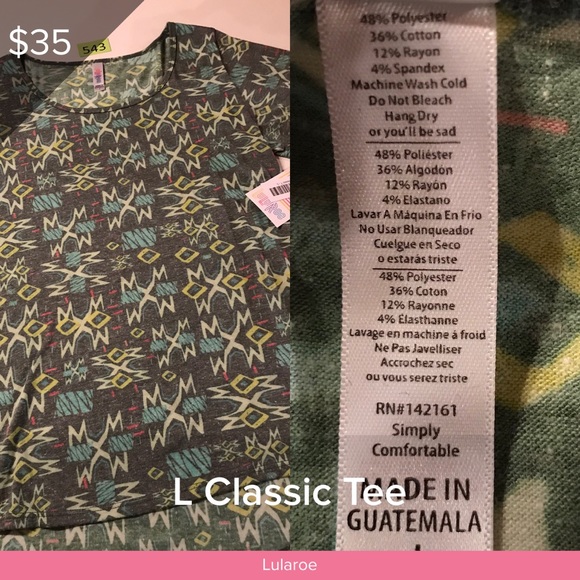 $35
543
48% Polyester
36% Cotton
12% Rayon
4% Spandex
Machine Wash Cold
Do Not Bleach
Hang Dry
or you'll be sad
48% Poliéster
36% Algodon
12% Rayón
4% Elastano
Lavar A Máquina En Frio
No Usar Blanqueador
Cuelgue en Seco
o estarás triste
48% Polyester
36% Coton
12% Rayonne
4% Elasthanne
Lavage en machine á froid
Ne Pas Javelliser
Accrochez sec
ou vous serez triste
RN#142161
Simply
Comfortable
L Classic Tee
MADE IN
GUATEMALA
Lularoe